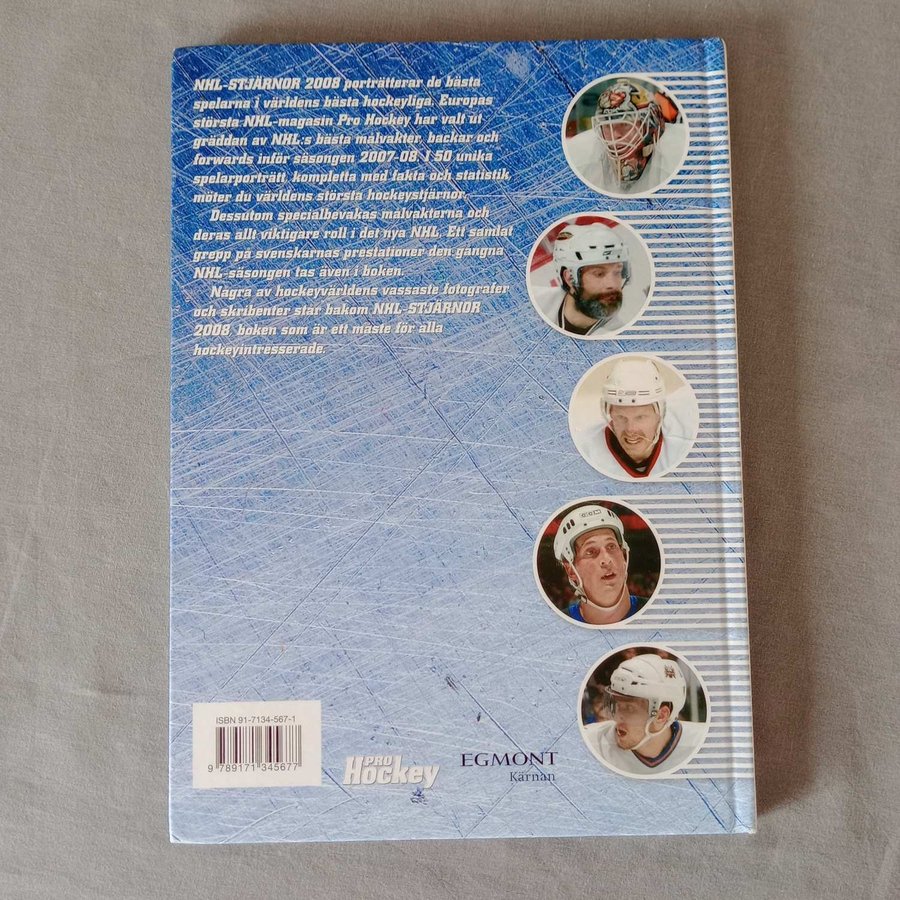 NHL-STJÄRNOR 2008 porträtterar de bästa
spelarna i världens bästa hockeyliga. Europas
största NHL-magasin Pro Hockey har valt ut
gräddan av NHL:s bästa målvakter, backar och
forwards inför säsongen 2007-08. I 50 unika
spelarporträtt, kompletta med fakta och statistik,
möter du världens största hockeystjärnor.
Dessutom specialbevakas målvakterna och
deras allt viktigare roll i det nya NHL. Ett samlat
grepp på svenskarnas prestationer den gångna
NHL-säsongen tas även i boken.
Några av hockeyvärldens vassaste fotografer
och skribenter står bakom NHL-STJÄRNOR
2008, boken som är ett måste för alla
hockeyintresserade.
ISBN 91-7134-567-1
9 789171 345677
PRO
Hockey
EGMONT
Kärnan